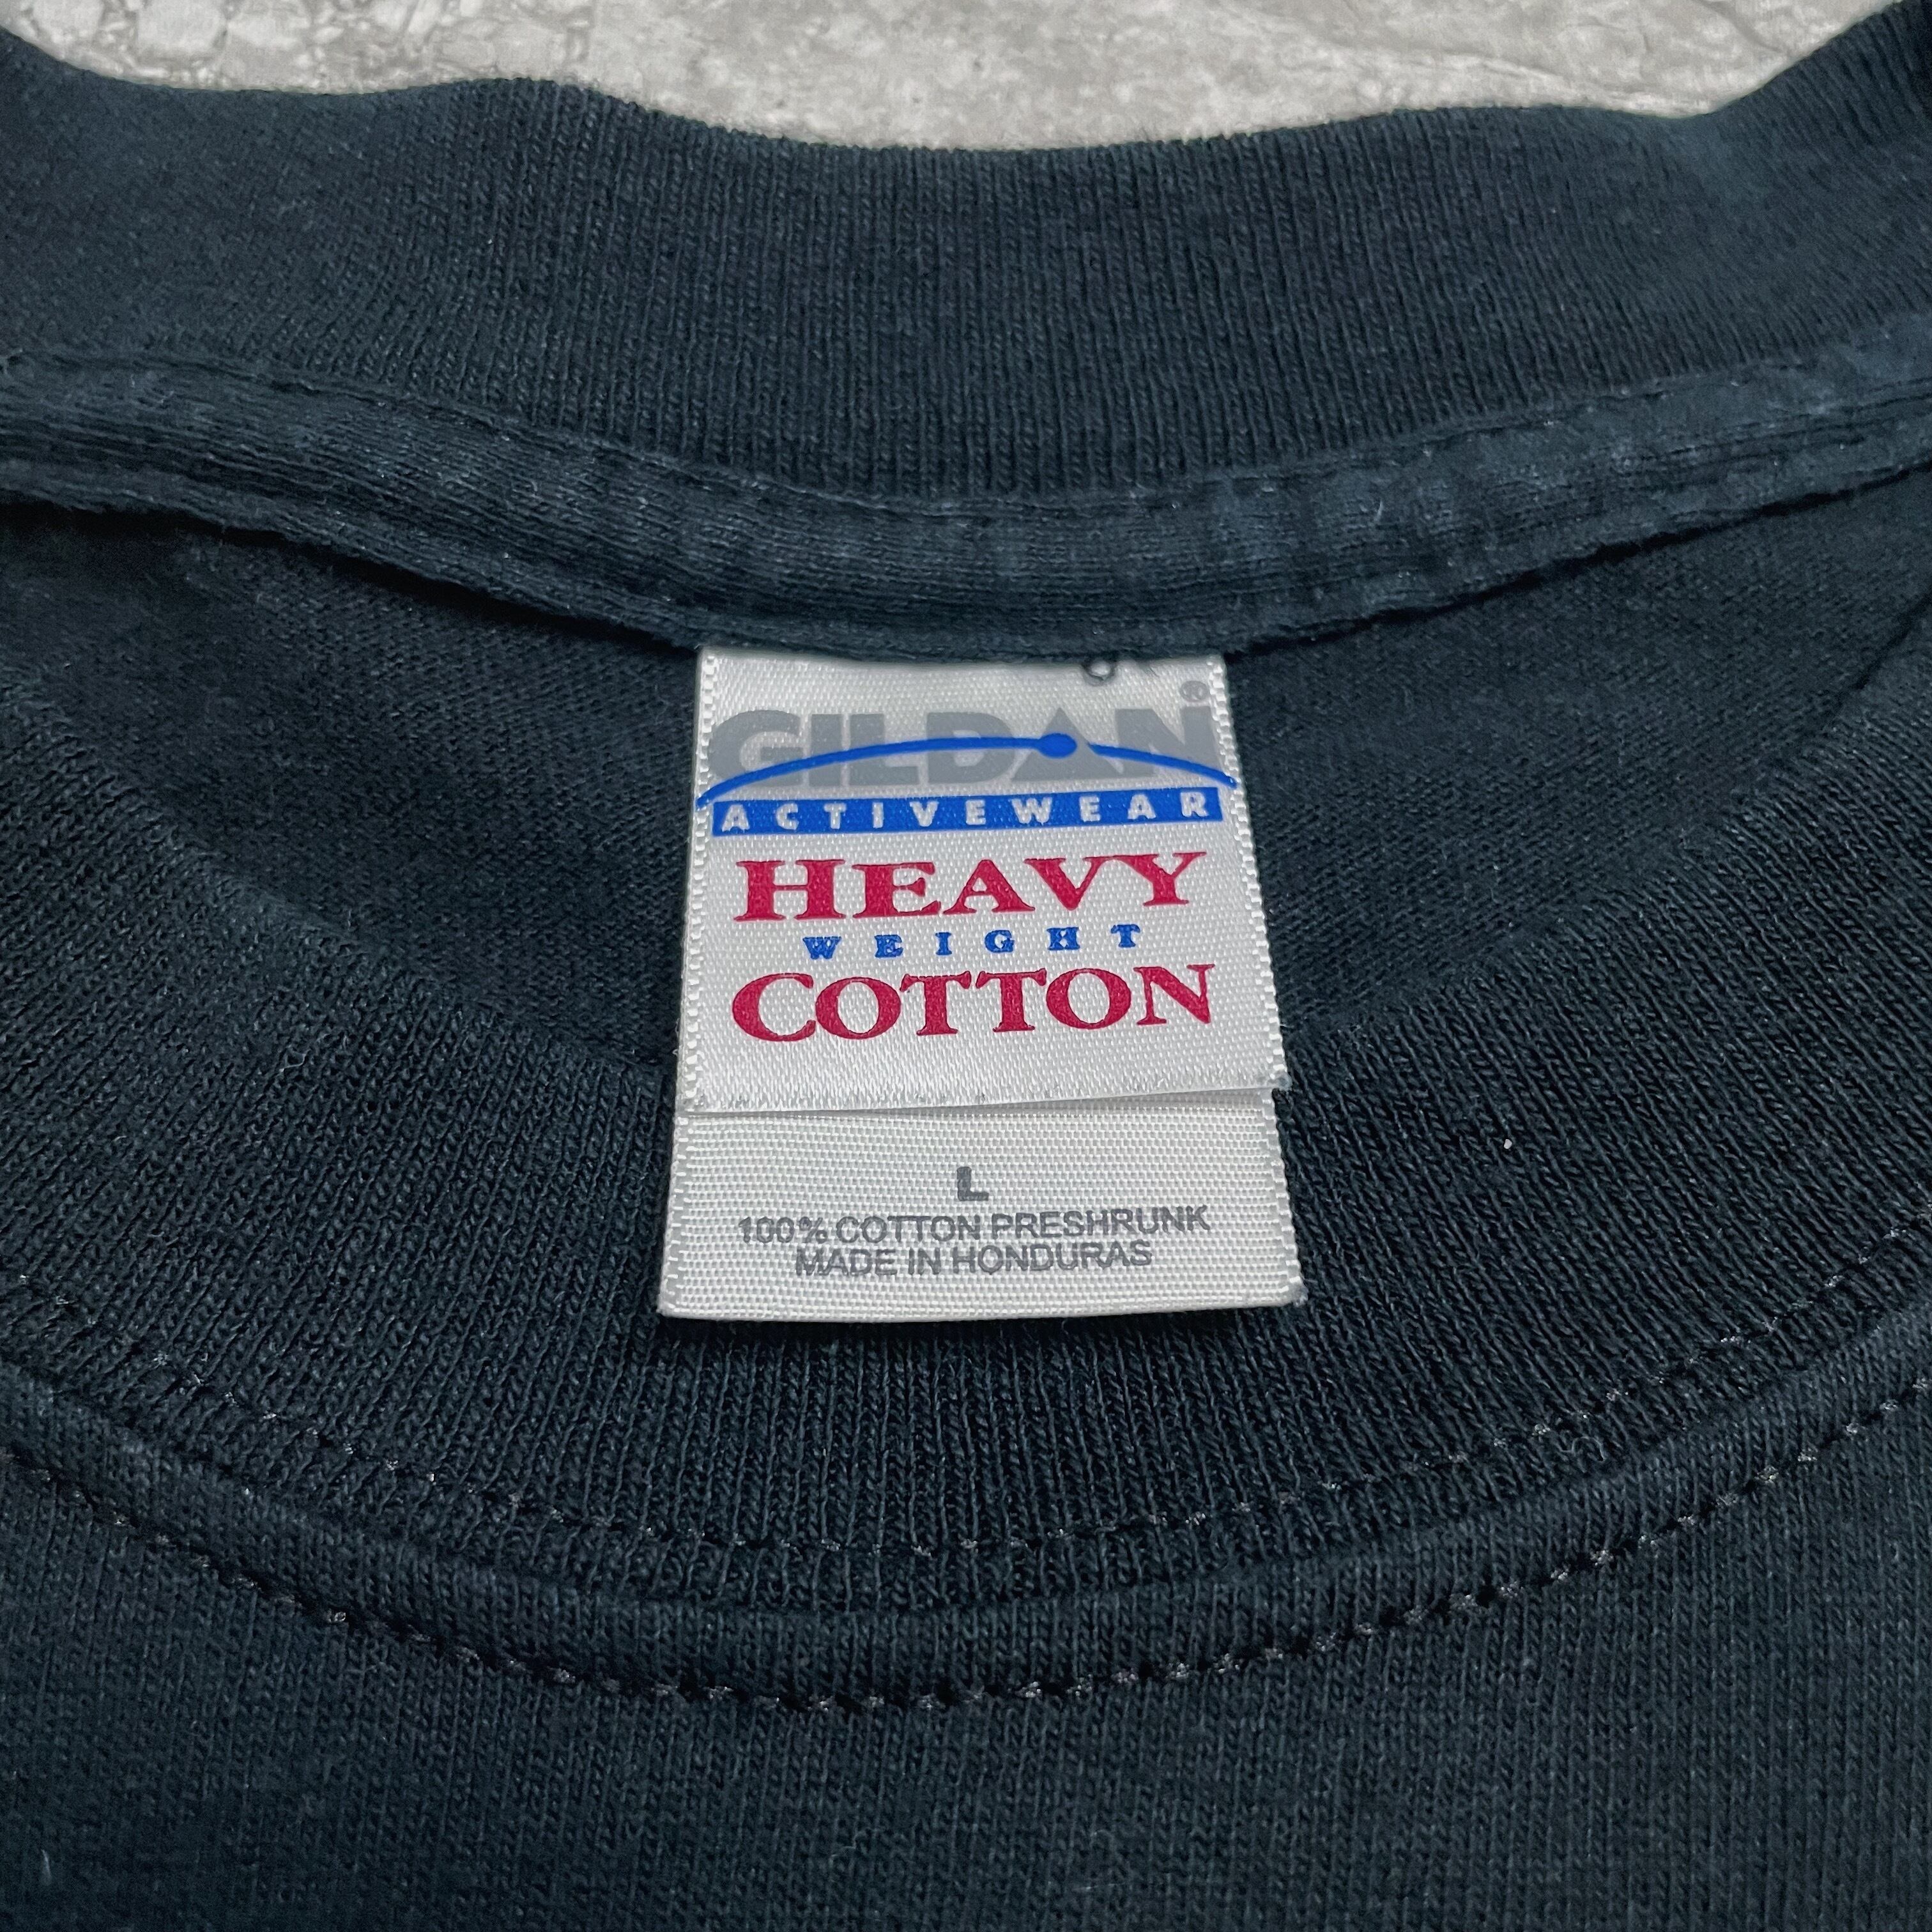 GILDAN®
ACTIVEWEAR
HEAVY
WEIGHT
COTTON
L
100% COTTON PRESHRUNK
MADE IN HONDURAS